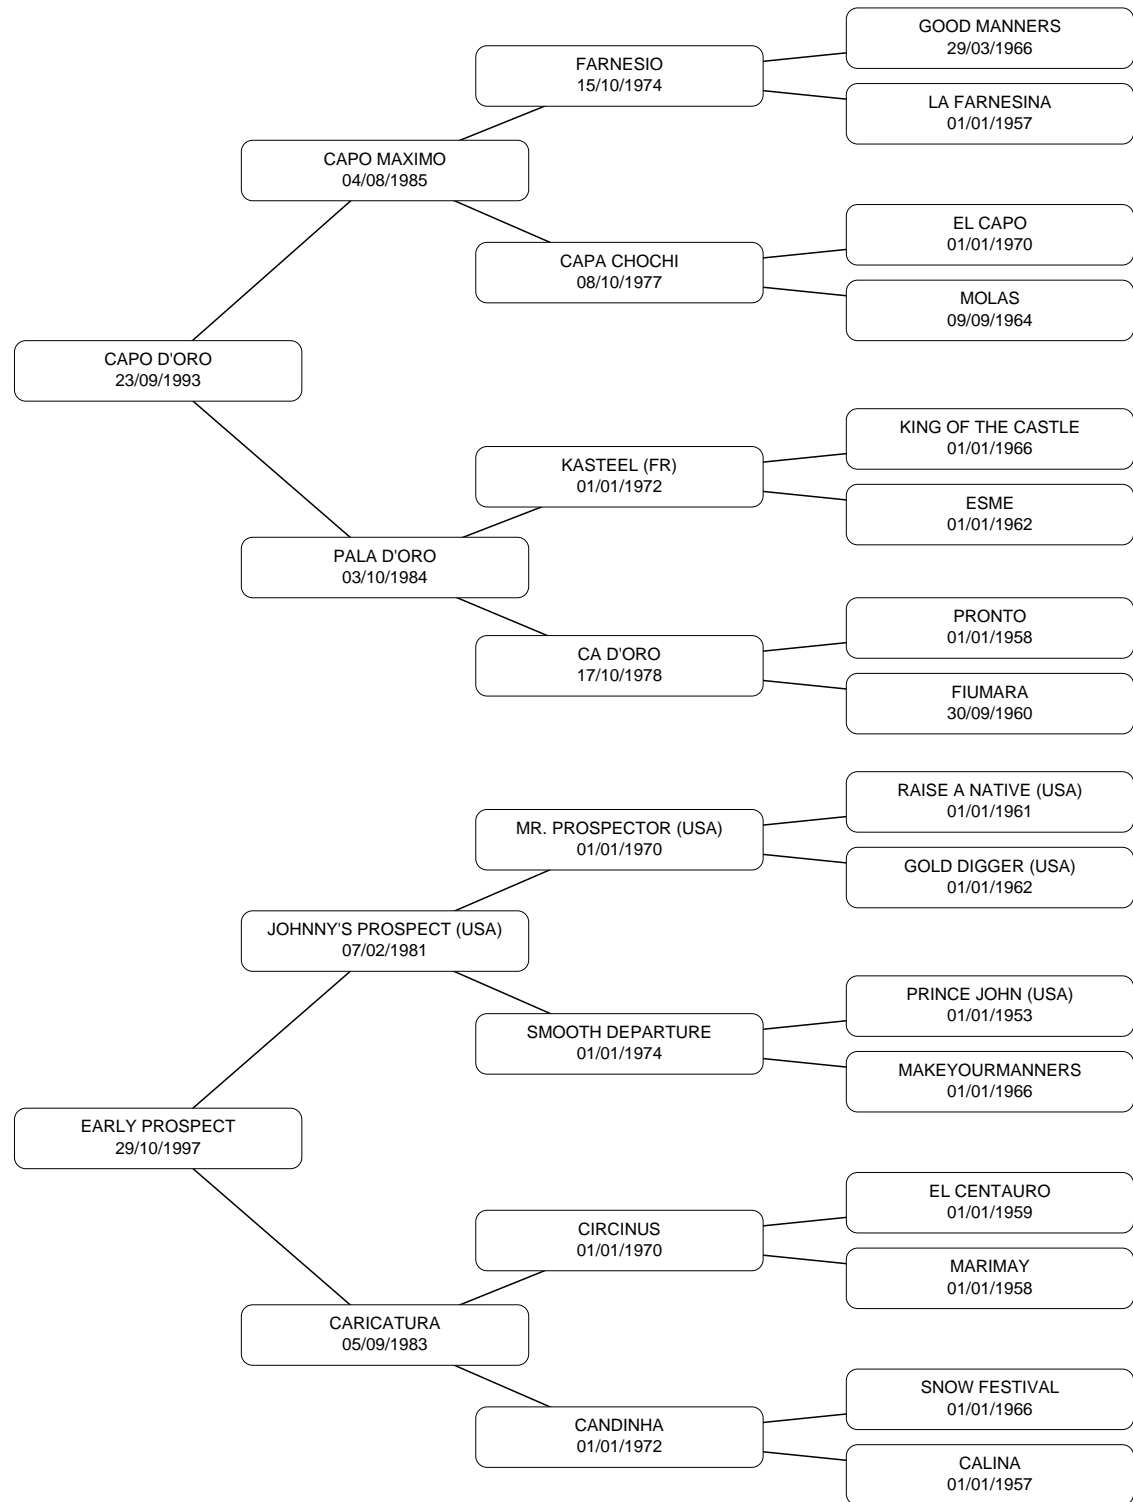 GOOD MANNERS
29/03/1966
FARNESIO
15/10/1974
LA FARNESINA
01/01/1957
CAPO MAXIMO
04/08/1985
EL CAPO
01/01/1970
CAPA CHOCHI
08/10/1977
MOLAS
09/09/1964
CAPO D'ORO
23/09/1993
KING OF THE CASTLE
01/01/1966
KASTEEL (FR)
01/01/1972
ESME
01/01/1962
PALA D'ORO
03/10/1984
PRONTO
01/01/1958
CA D'ORO
17/10/1978
FIUMARA
30/09/1960
RAISE A NATIVE (USA)
01/01/1961
MR. PROSPECTOR (USA)
01/01/1970
GOLD DIGGER (USA)
01/01/1962
JOHNNY'S PROSPECT (USA)
07/02/1981
PRINCE JOHN (USA)
01/01/1953
SMOOTH DEPARTURE
01/01/1974
MAKEYOURMANNERS
01/01/1966
EARLY PROSPECT
29/10/1997
EL CENTAURO
01/01/1959
CIRCINUS
01/01/1970
MARIMAY
01/01/1958
CARICATURA
05/09/1983
SNOW FESTIVAL
01/01/1966
CANDINHA
01/01/1972
CALINA
01/01/1957